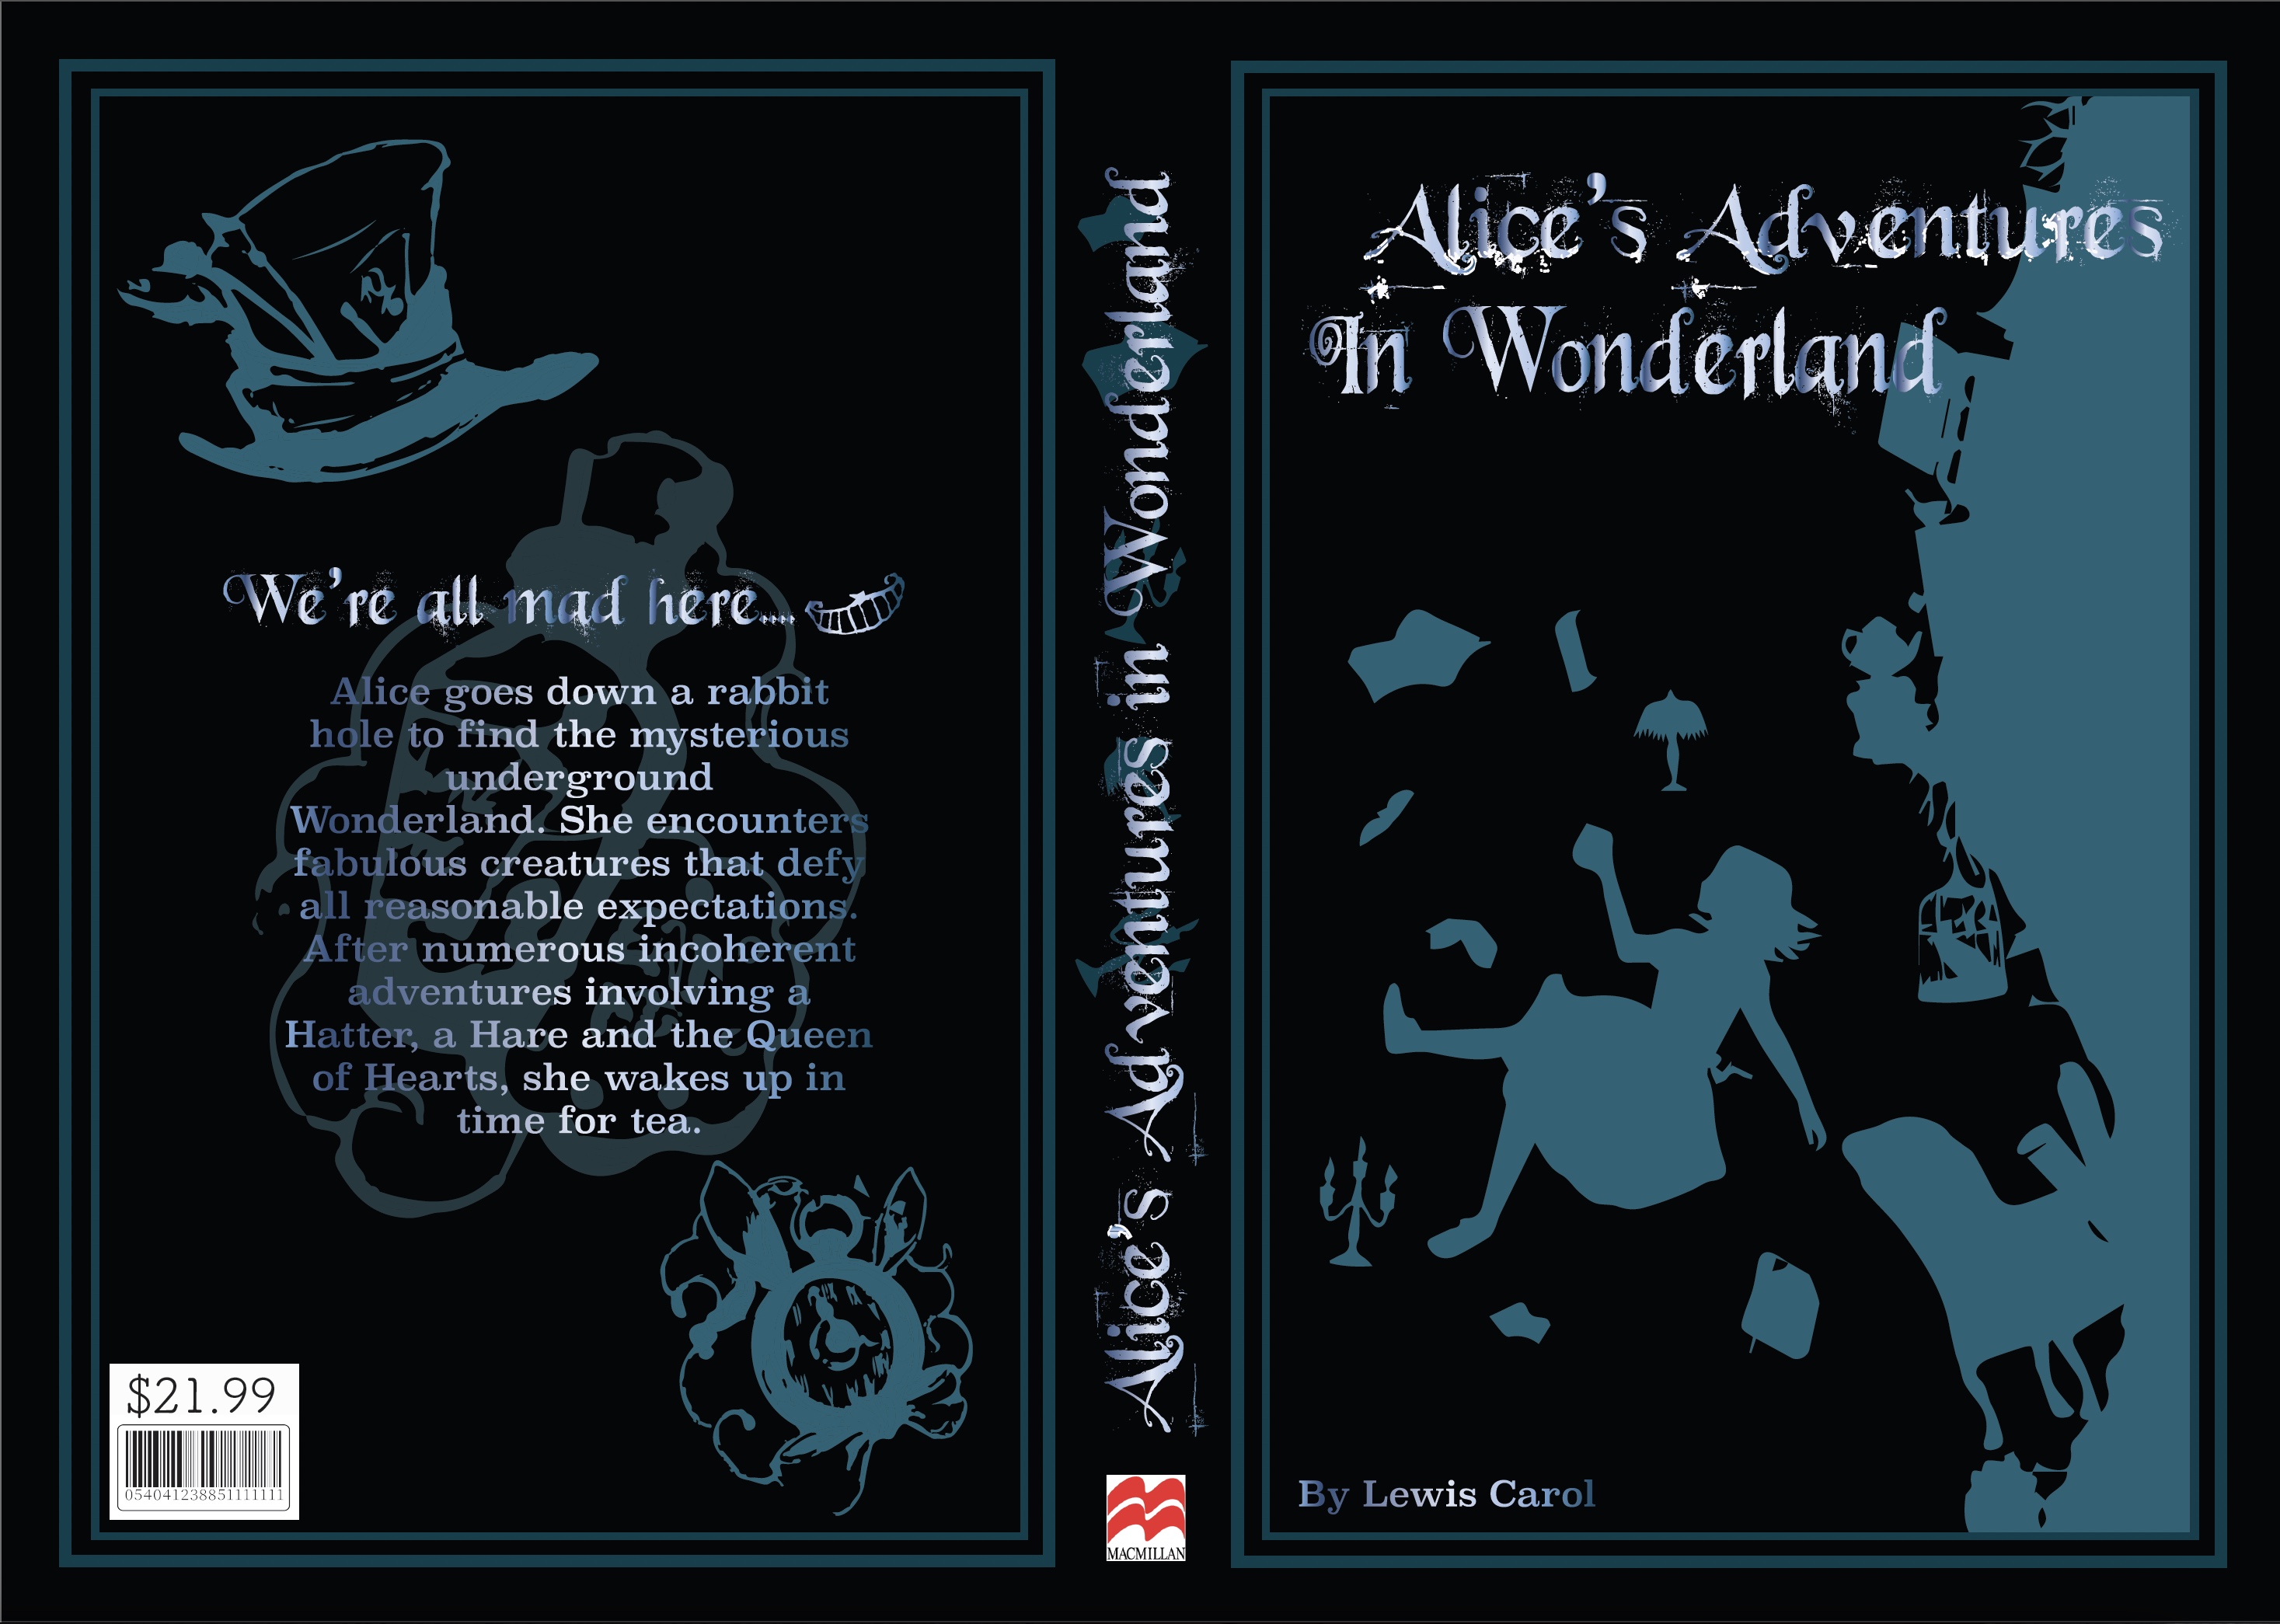 We're all mad here....
Alice goes down a rabbit
hole to find the mysterious
underground
Wonderland. She encounters
fabulous creatures that defy
all reasonable expectations.
After numerous incoherent
adventures involving a
Hatter, a Hare and the Queen
of Hearts, she wakes up in
time for tea.
$21.99
054041238851111111
Alice's Adventures in Wonderland
MACMILLAN
Alice's Adventures
In Wonderland
By Lewis Carol